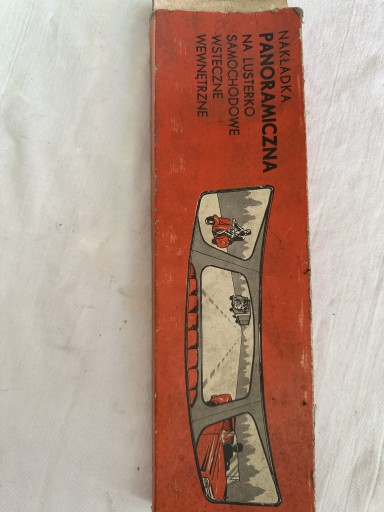 NAKŁADKA
PANORAMICZNA
NA LUSTERKO
SAMOCHODOWE
WSTECZNE
WEWNĘTRZNE